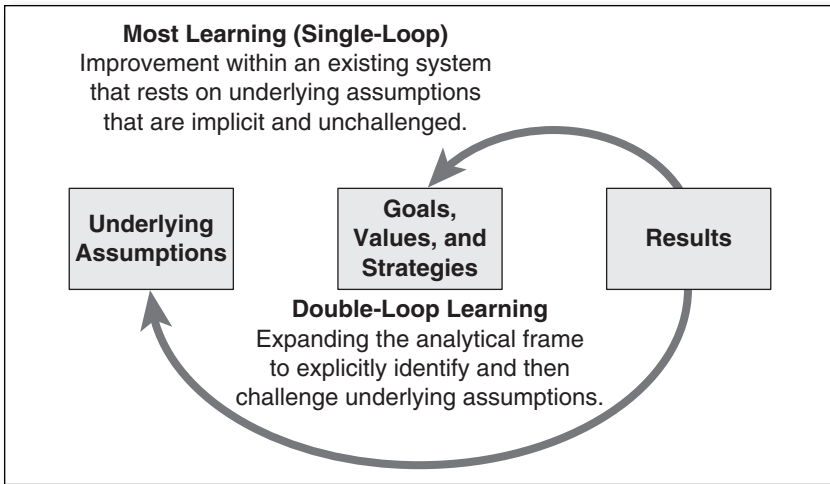 Most Learning (Single-Loop)
Improvement within an existing system
that rests on underlying assumptions
that are implicit and unchallenged.
Underlying
Assumptions
Goals,
Values, and
Strategies
Results
Double-Loop Learning
Expanding the analytical frame
to explicitly identify and then
challenge underlying assumptions.